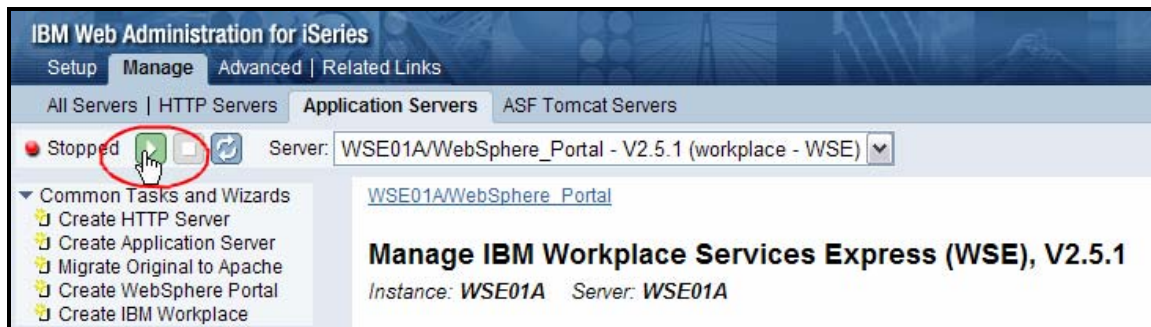 IBM Web Administration for iSeries
Setup Manage Advanced | Related Links
All Servers | HTTP Servers Application Servers ASF Tomcat Servers
Stopped Server: WSE01A/WebSphere_Portal - V2.5.1 (workplace - WSE)
Common Tasks and Wizards
Create HTTP Server
Create Application Server
Migrate Original to Apache
Create WebSphere Portal
Create IBM Workplace
WSE01A/WebSphere_Portal
Manage IBM Workplace Services Express (WSE), V2.5.1
Instance: WSE01A Server: WSE01A